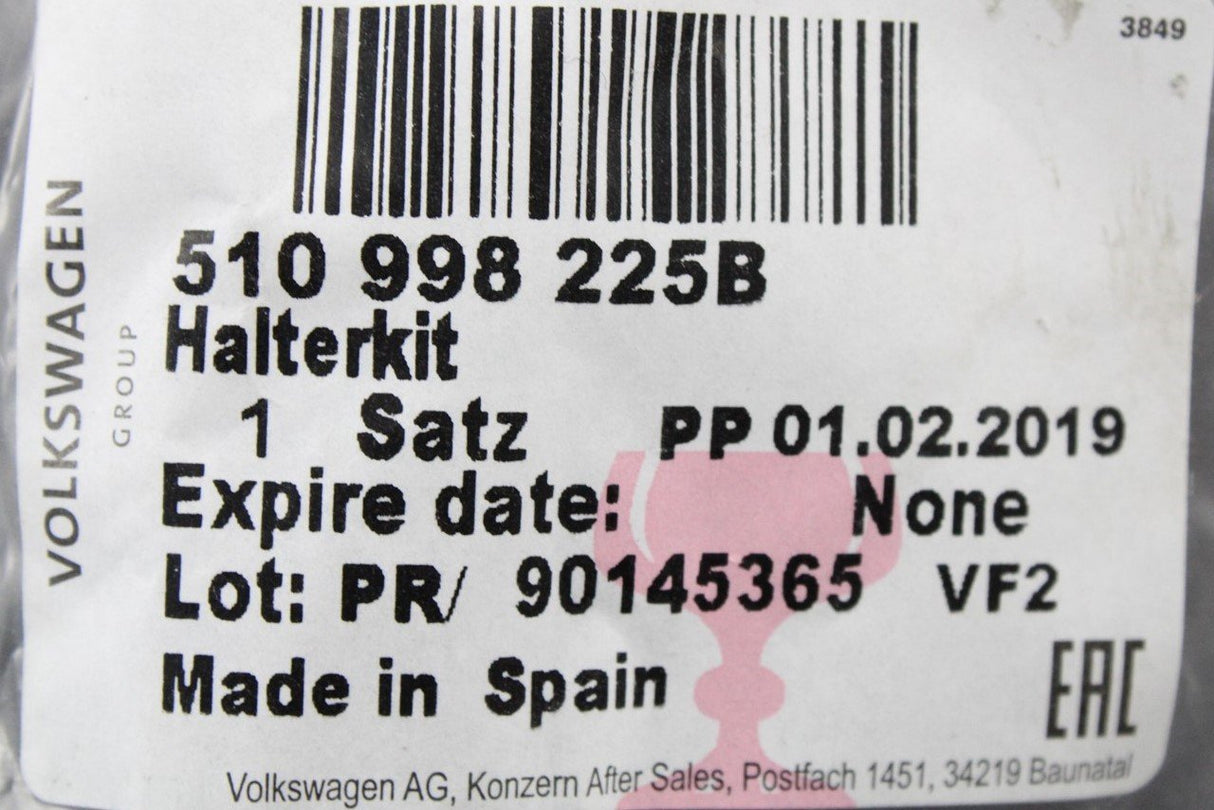 3849
VOLKSWAGEN
GROUP
510 998 225B
Halterkit
1 Satz PP 01.02.2019
Expire date: None
Lot: PR/ 90145365 VF2
Made in Spain
EAC
Volkswagen AG, Konzern After Sales, Postfach 1451, 34219 Baunatal